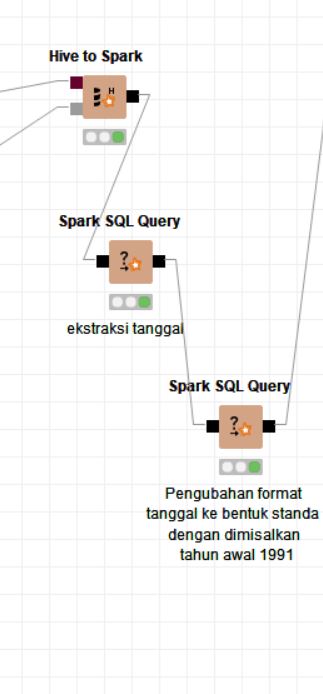 Hive to Spark
H
Spark SQL Query
?
ekstraksi tanggal
Spark SQL Query
?
Pengubahan format
tanggal ke bentuk standa
dengan dimisalkan
tahun awal 1991